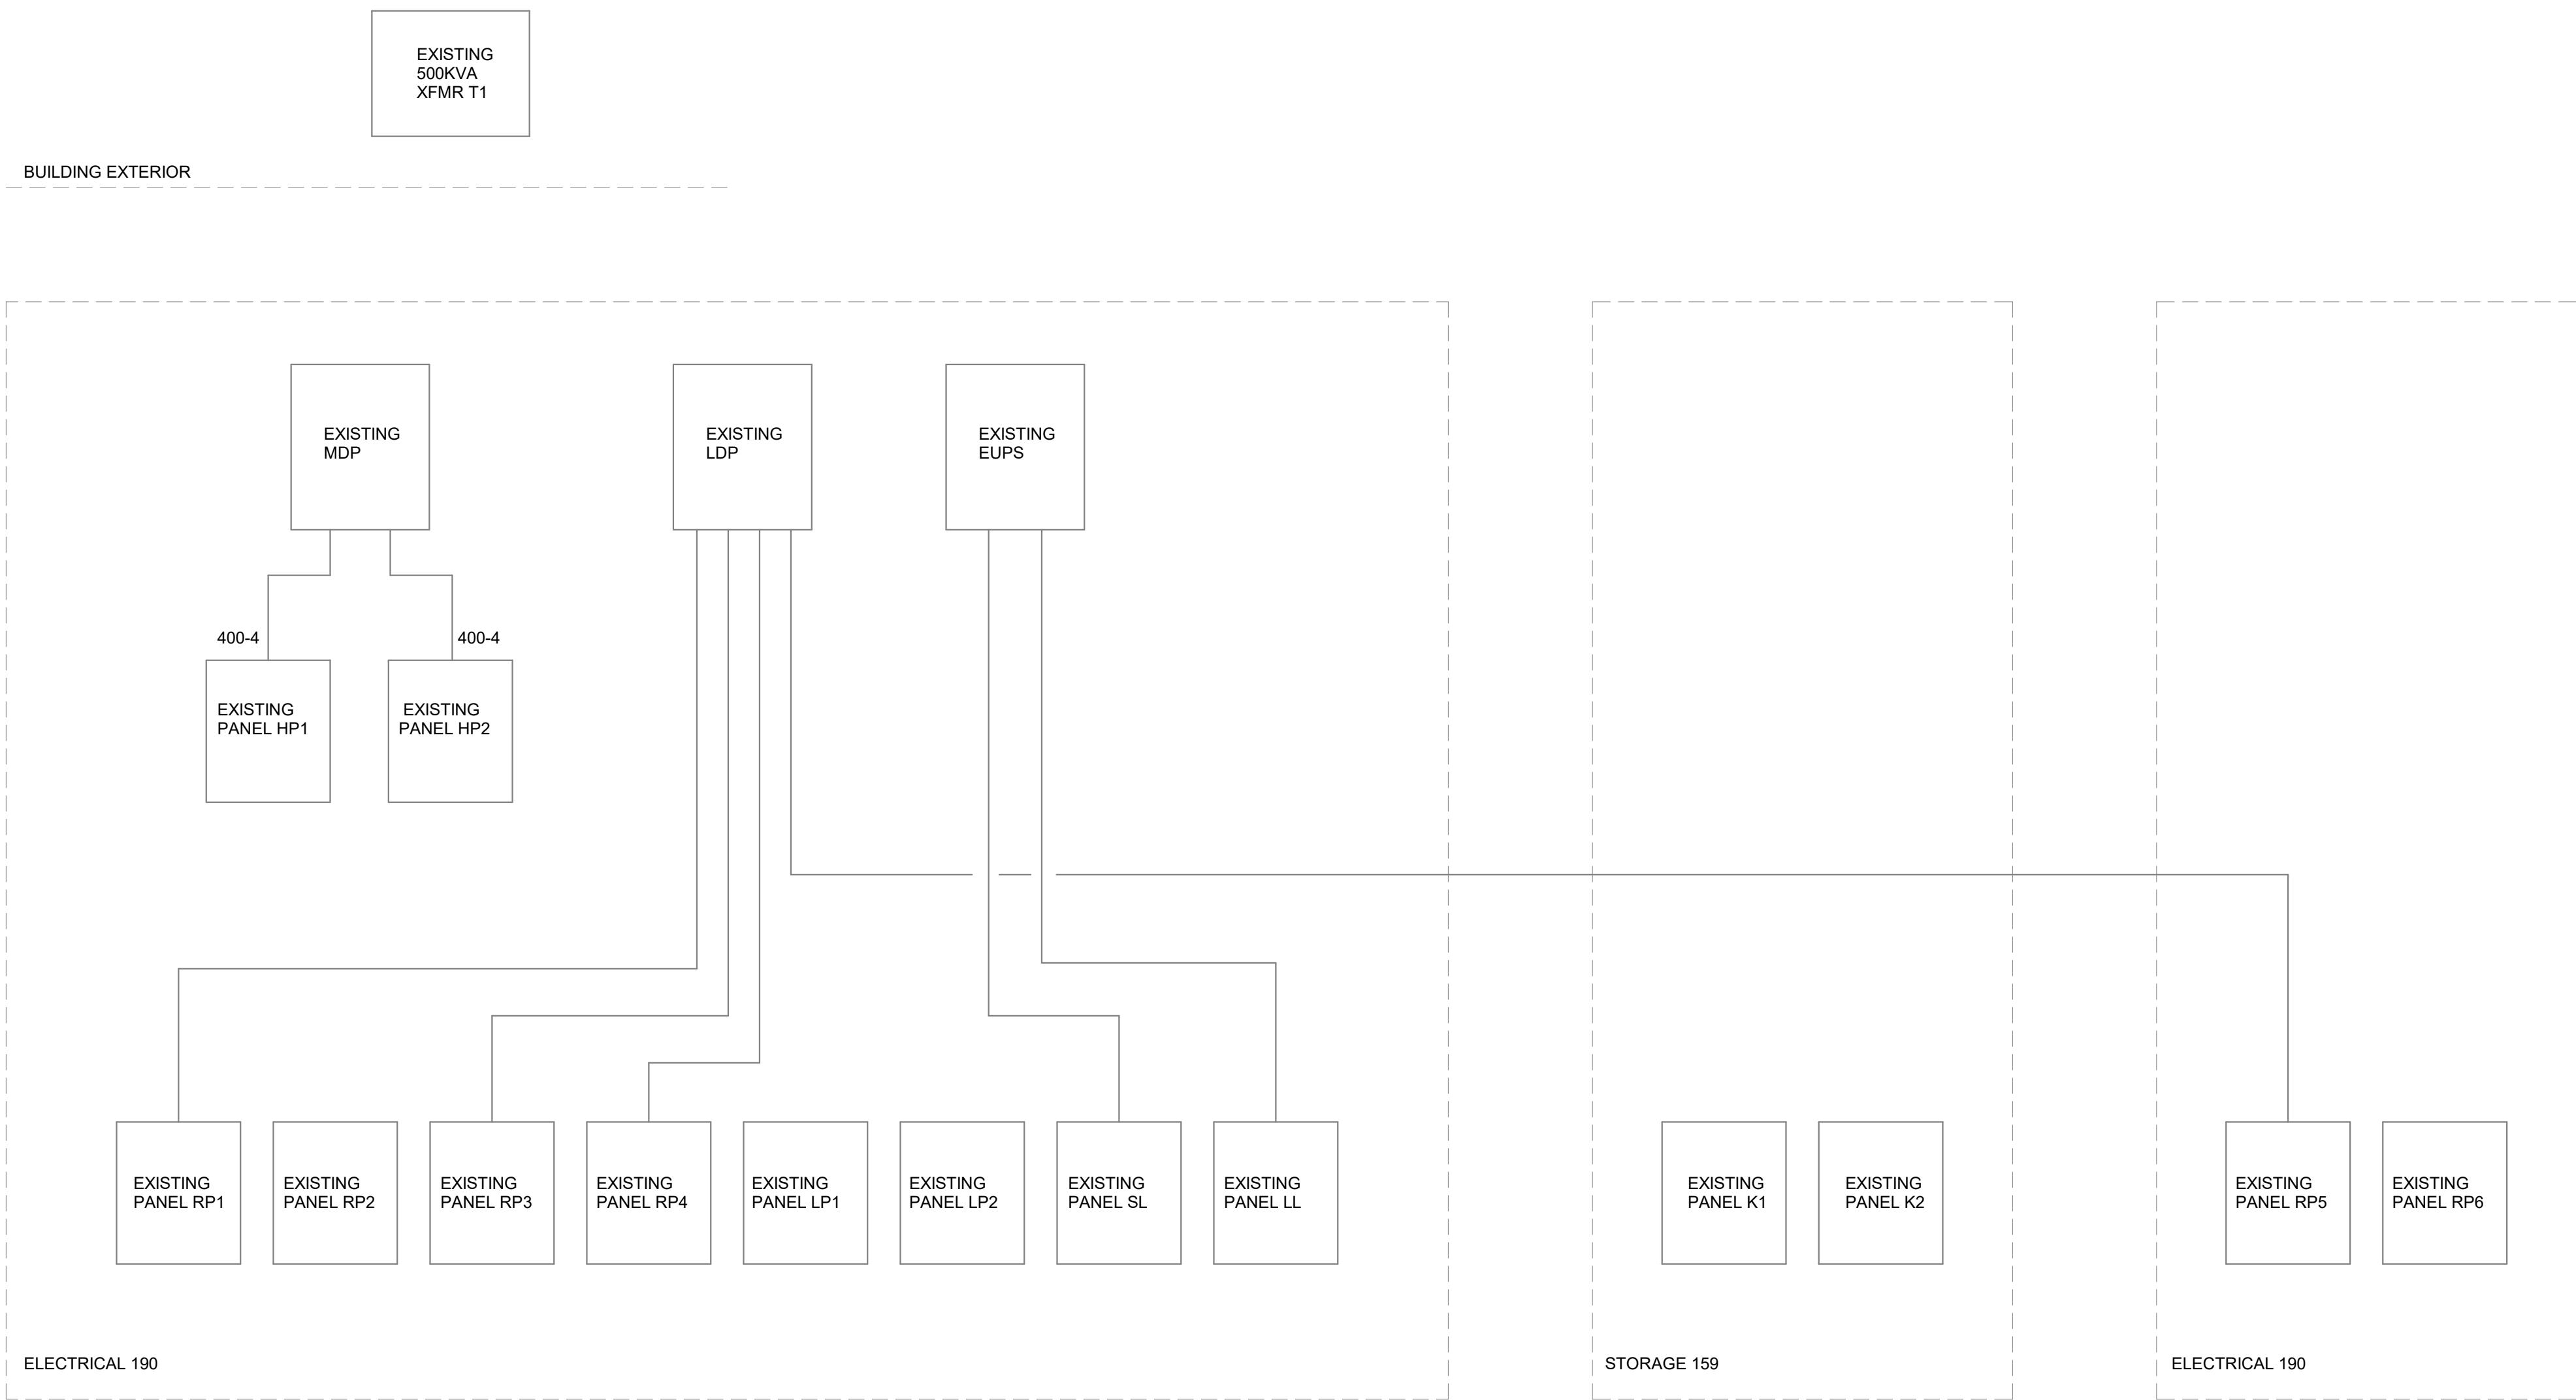 EXISTING
500KVA
XFMR T1
BUILDING EXTERIOR
EXISTING
MDP
EXISTING
LDP
EXISTING
EUPS
400-4
400-4
EXISTING
PANEL HP1
EXISTING
PANEL HP2
EXISTING
PANEL RP1
EXISTING
PANEL RP2
EXISTING
PANEL RP3
EXISTING
PANEL RP4
EXISTING
PANEL LP1
EXISTING
PANEL LP2
EXISTING
PANEL SL
EXISTING
PANEL LL
EXISTING
PANEL K1
EXISTING
PANEL K2
EXISTING
PANEL RP5
EXISTING
PANEL RP6
ELECTRICAL 190
STORAGE 159
ELECTRICAL 190